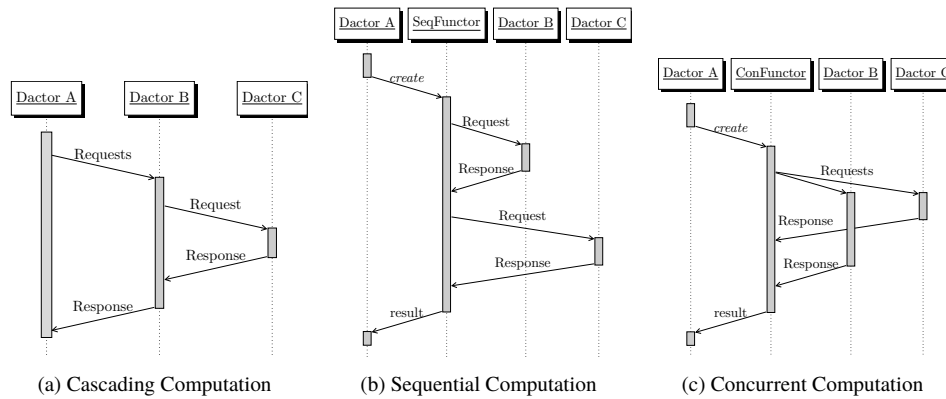 Dactor A
Dactor B
Dactor C
Requests
Request
Response
Response
(a) Cascading Computation
Dactor A
SeqFunctor
Dactor B
Dactor C
create
Request
Response
Request
Response
result
(b) Sequential Computation
Dactor A
ConFunctor
Dactor B
Dactor C
create
Requests
Response
Response
result
(c) Concurrent Computation